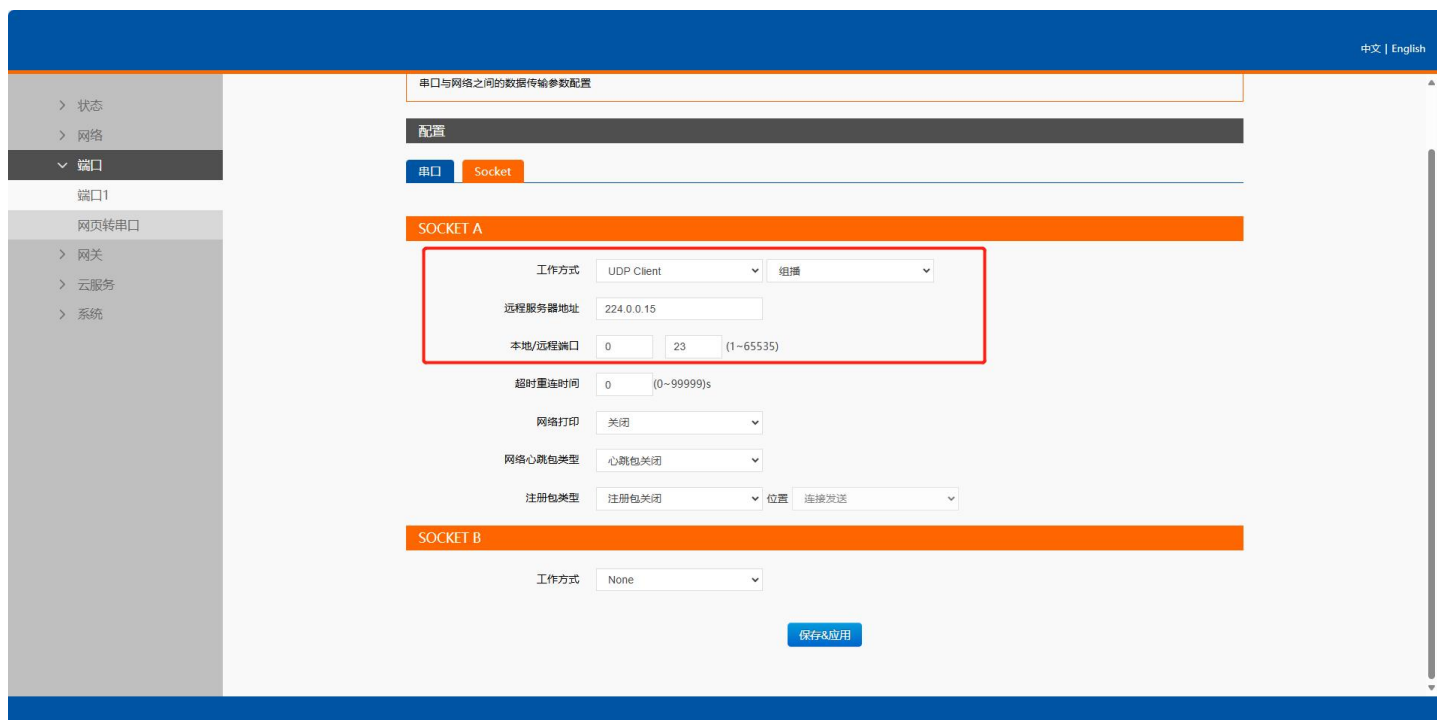 中文 | English
状态
网络
端口
端口1
网页转串口
网关
云服务
系统
串口与网络之间的数据传输参数配置
配置
串口 Socket
SOCKET A
工作方式 UDP Client 组播
远程服务器地址 224.0.0.15
本地/远程端口 0 23 (1~65535)
超时重连时间 0 (0~99999)s
网络打印 关闭
网络心跳包类型 心跳包关闭
注册包类型 注册包关闭 位置 连接发送
SOCKET B
工作方式 None
保存&应用